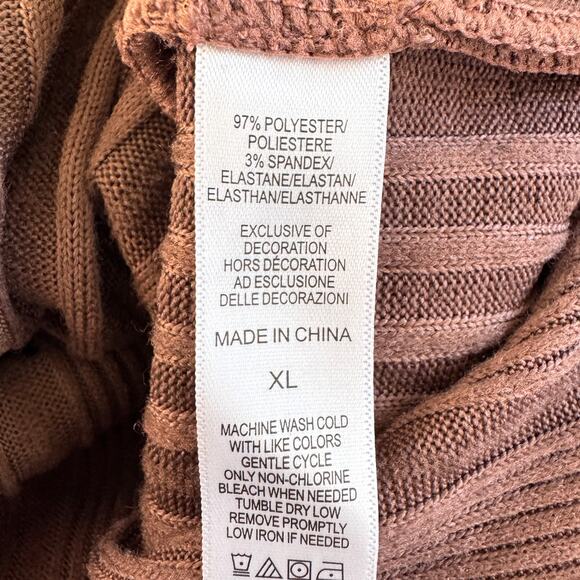 97% POLYESTER/
POLIESTERE
3% SPANDEX/
ELASTANE/ELASTAN/
ELASTHAN/ELASTHANNE
EXCLUSIVE OF
DECORATION
HORS DÉCORATION
AD ESCLUSIONE
DELLE DECORAZIONI
MADE IN CHINA
XL
MACHINE WASH COLD
WITH LIKE COLORS
GENTLE CYCLE
ONLY NON-CHLORINE
BLEACH WHEN NEEDED
TUMBLE DRY LOW
REMOVE PROMPTLY
LOW IRON IF NEEDED